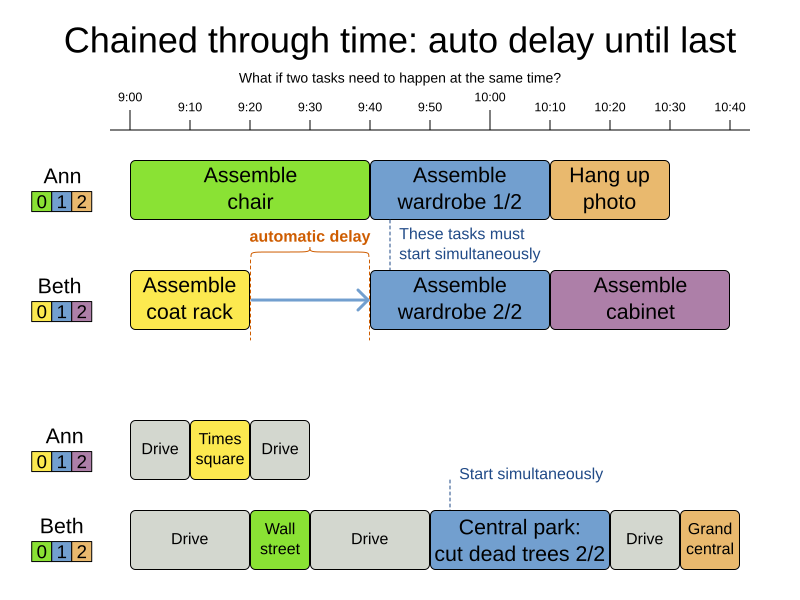 Chained through time: auto delay until last
What if two tasks need to happen at the same time?
9:00
9:10
9:20
9:30
9:40
9:50
10:00
10:10
10:20
10:30
10:40
Ann
0 1 2
Assemble
chair
Assemble
wardrobe 1/2
Hang up
photo
automatic delay
These tasks must
start simultaneously
Beth
0 1 2
Assemble
coat rack
Assemble
wardrobe 2/2
Assemble
cabinet
Ann
0 1 2
Drive
Times
square
Drive
Start simultaneously
Beth
0 1 2
Drive
Wall
street
Drive
Central park:
cut dead trees 2/2
Drive
Grand
central